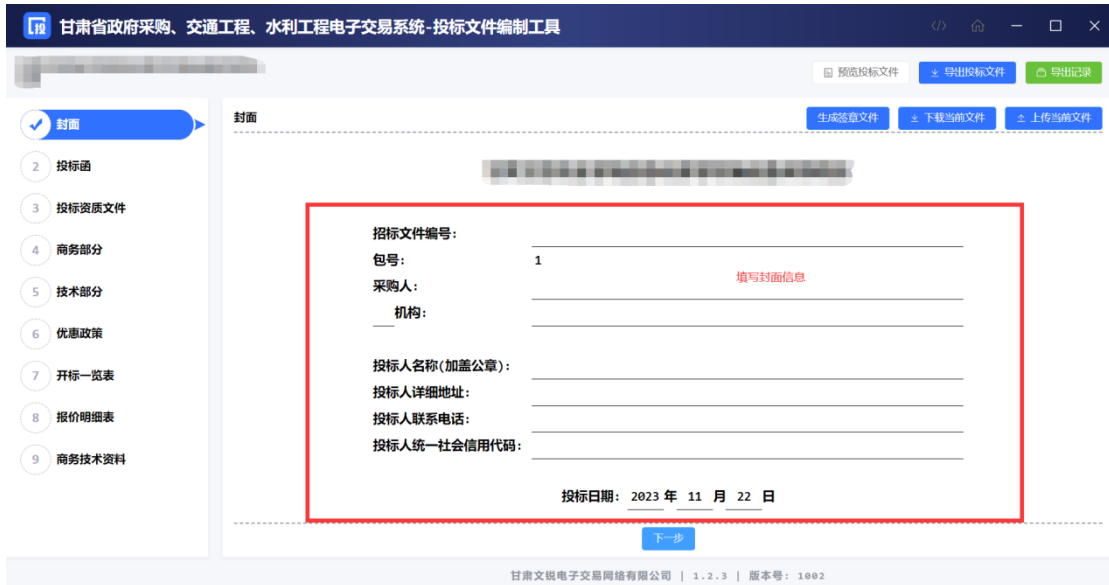 投 甘肃省政府采购、交通工程、水利工程电子交易系统-投标文件编制工具
预览投标文件 导出投标文件 导出记录
封面
2 投标函
3 投标资质文件
4 商务部分
5 技术部分
6 优惠政策
7 开标一览表
8 报价明细表
9 商务技术资料
封面 生成签章文件 下载当前文件 上传当前文件
招标文件编号:
包号: 1
填写封面信息
采购人:
机构:
投标人名称(加盖公章):
投标人详细地址:
投标人联系电话:
投标人统一社会信用代码:
投标日期: 2023 年 11 月 22 日
下一步
甘肃文锐电子交易网络有限公司 | 1.2.3 | 版本号: 1002